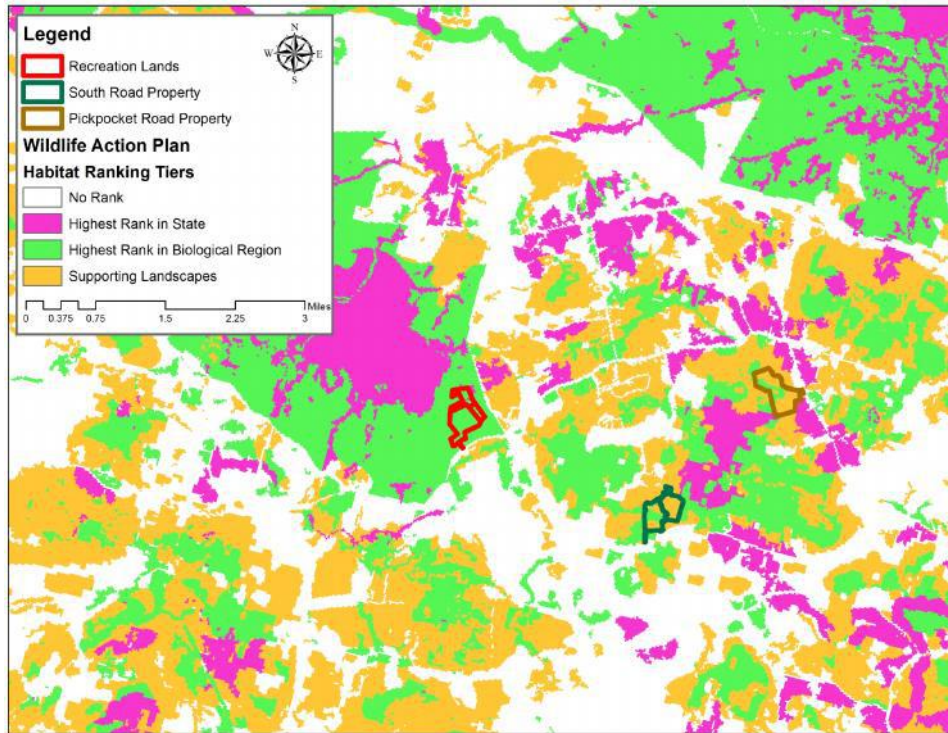 Legend
N
W E
S
Recreation Lands
South Road Property
Pickpocket Road Property
Wildlife Action Plan
Habitat Ranking Tiers
No Rank
Highest Rank in State
Highest Rank in Biological Region
Supporting Landscapes
Miles
0 0.375 0.75 1.5 2.25 3